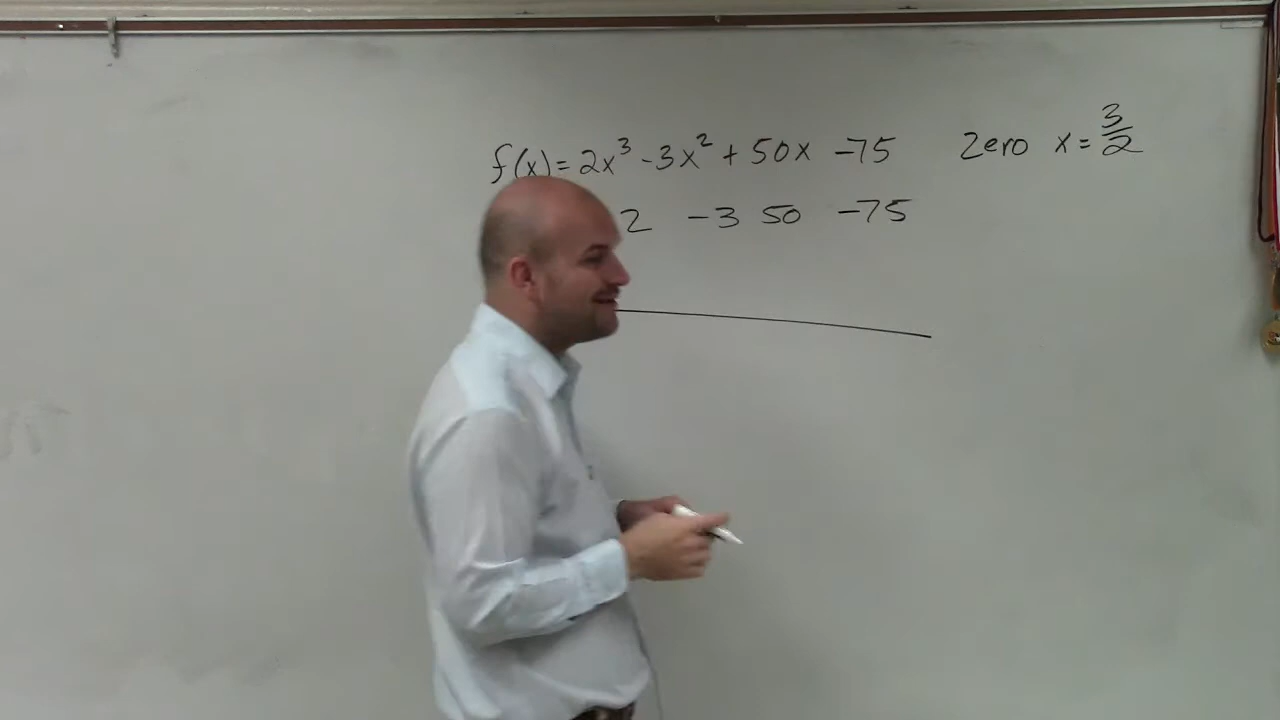 f(x) = 2x³ - 3x² + 50x - 75 Zero x = 3/2
2 -3 50 -75